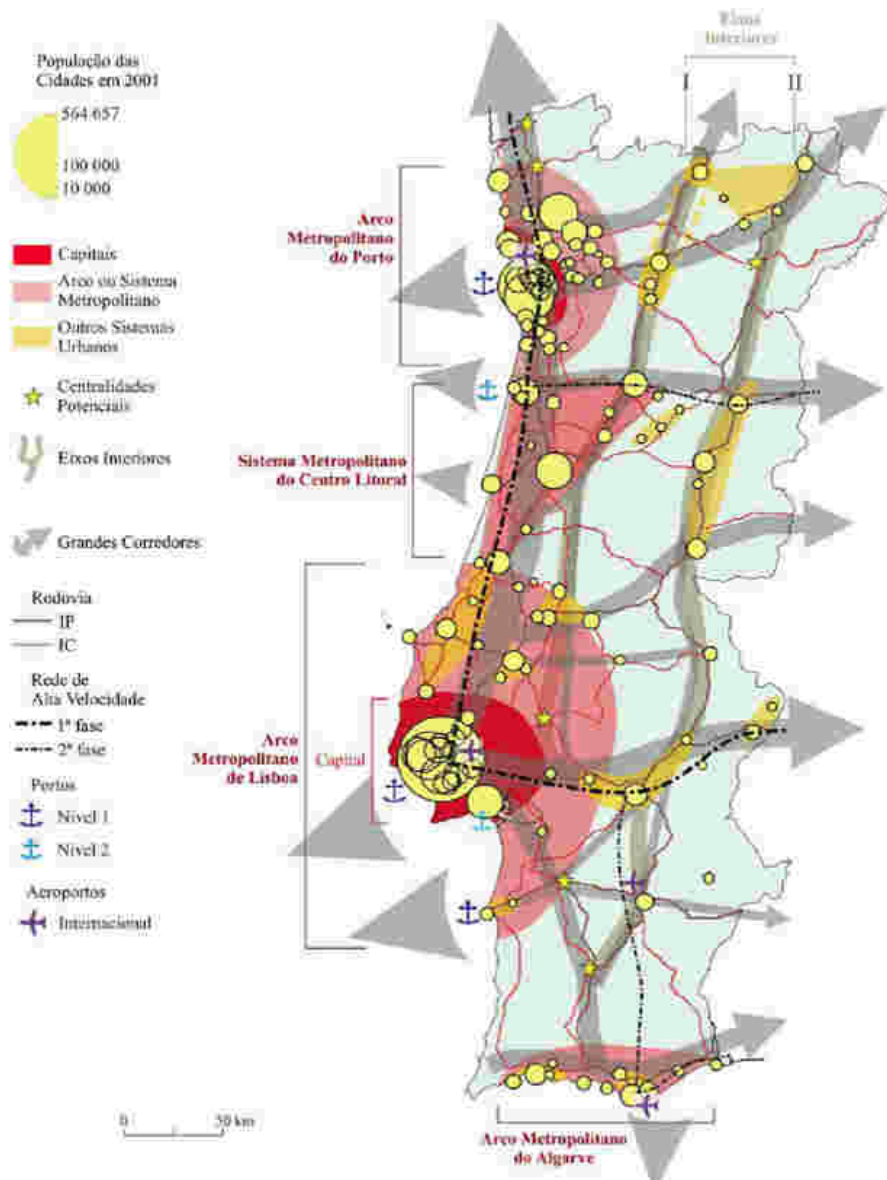 População das
Cidades em 2001
564 657
100 000
10 000
Capitais
Arco ou Sistema
Metropolitano
Outros Sistemas
Urbanos
Centralidades
Potenciais
Eixos Interiores
Grandes Corredores
Rodovia
IP
IC
Rede de
Alta Velocidade
1ª fase
2ª fase
Portos
Nível 1
Nível 2
Aeroportos
Internacional
0
50 km
Eixos
Interiores
I
II
Arco
Metropolitano
do Porto
Sistema Metropolitano
do Centro Litoral
Arco
Metropolitano
de Lisboa
Capital
Arco Metropolitano
do Algarve